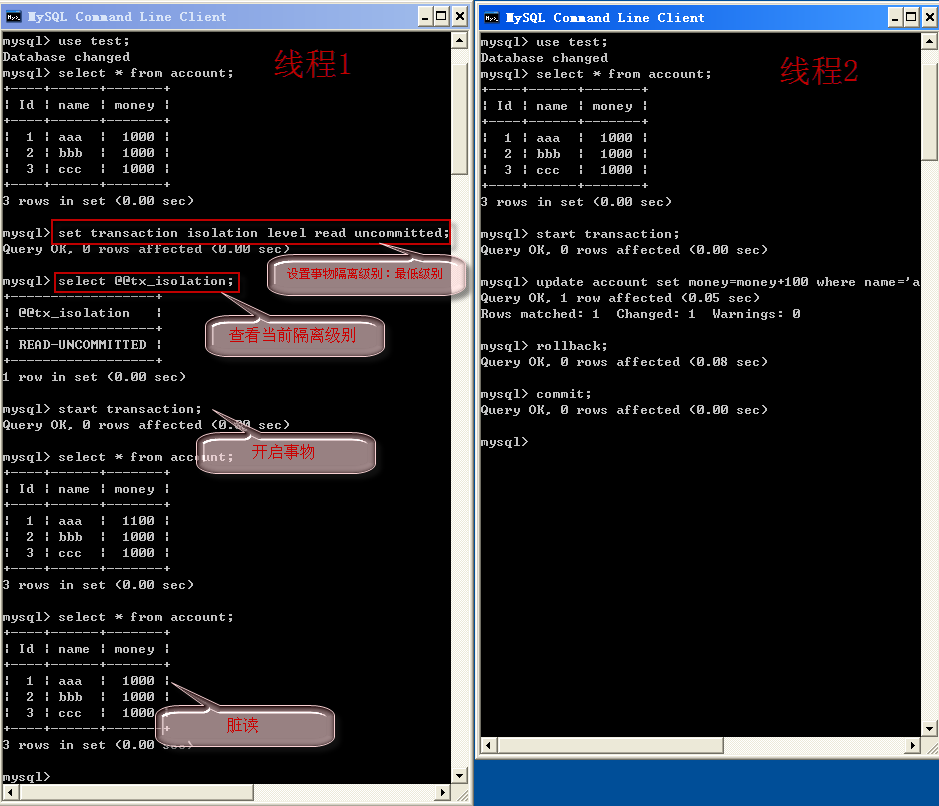 MySQL Command Line Client
mysql> use test;
Database changed
线程1
mysql> select * from account;
+----+------+-------+
| Id | name | money |
+----+------+-------+
|  1 | aaa  |  1000 |
|  2 | bbb  |  1000 |
|  3 | ccc  |  1000 |
+----+------+-------+
3 rows in set (0.00 sec)
mysql> set transaction isolation level read uncommitted;
Query OK, 0 rows affected (0.00 sec)
设置事物隔离级别：最低级别
mysql> select @@tx_isolation;
+------------------+
| @@tx_isolation   |
+------------------+
查看当前隔离级别
| READ-UNCOMMITTED |
+------------------+
1 row in set (0.00 sec)
mysql> start transaction;
Query OK, 0 rows affected (0.00 sec)
开启事物
mysql> select * from account;
+----+------+-------+
| Id | name | money |
+----+------+-------+
|  1 | aaa  |  1100 |
|  2 | bbb  |  1000 |
|  3 | ccc  |  1000 |
+----+------+-------+
3 rows in set (0.00 sec)
mysql> select * from account;
+----+------+-------+
| Id | name | money |
+----+------+-------+
|  1 | aaa  |  1000 |
|  2 | bbb  |  1000 |
|  3 | ccc  |  1000 |
+----+------+-------+
脏读
3 rows in set (0.00 sec)
mysql>
MySQL Command Line Client
mysql> use test;
Database changed
线程2
mysql> select * from account;
+----+------+-------+
| Id | name | money |
+----+------+-------+
|  1 | aaa  |  1000 |
|  2 | bbb  |  1000 |
|  3 | ccc  |  1000 |
+----+------+-------+
3 rows in set (0.00 sec)
mysql> start transaction;
Query OK, 0 rows affected (0.00 sec)
mysql> update account set money=money+100 where name='a
Query OK, 1 row affected (0.05 sec)
Rows matched: 1  Changed: 1  Warnings: 0
mysql> rollback;
Query OK, 0 rows affected (0.08 sec)
mysql> commit;
Query OK, 0 rows affected (0.00 sec)
mysql>